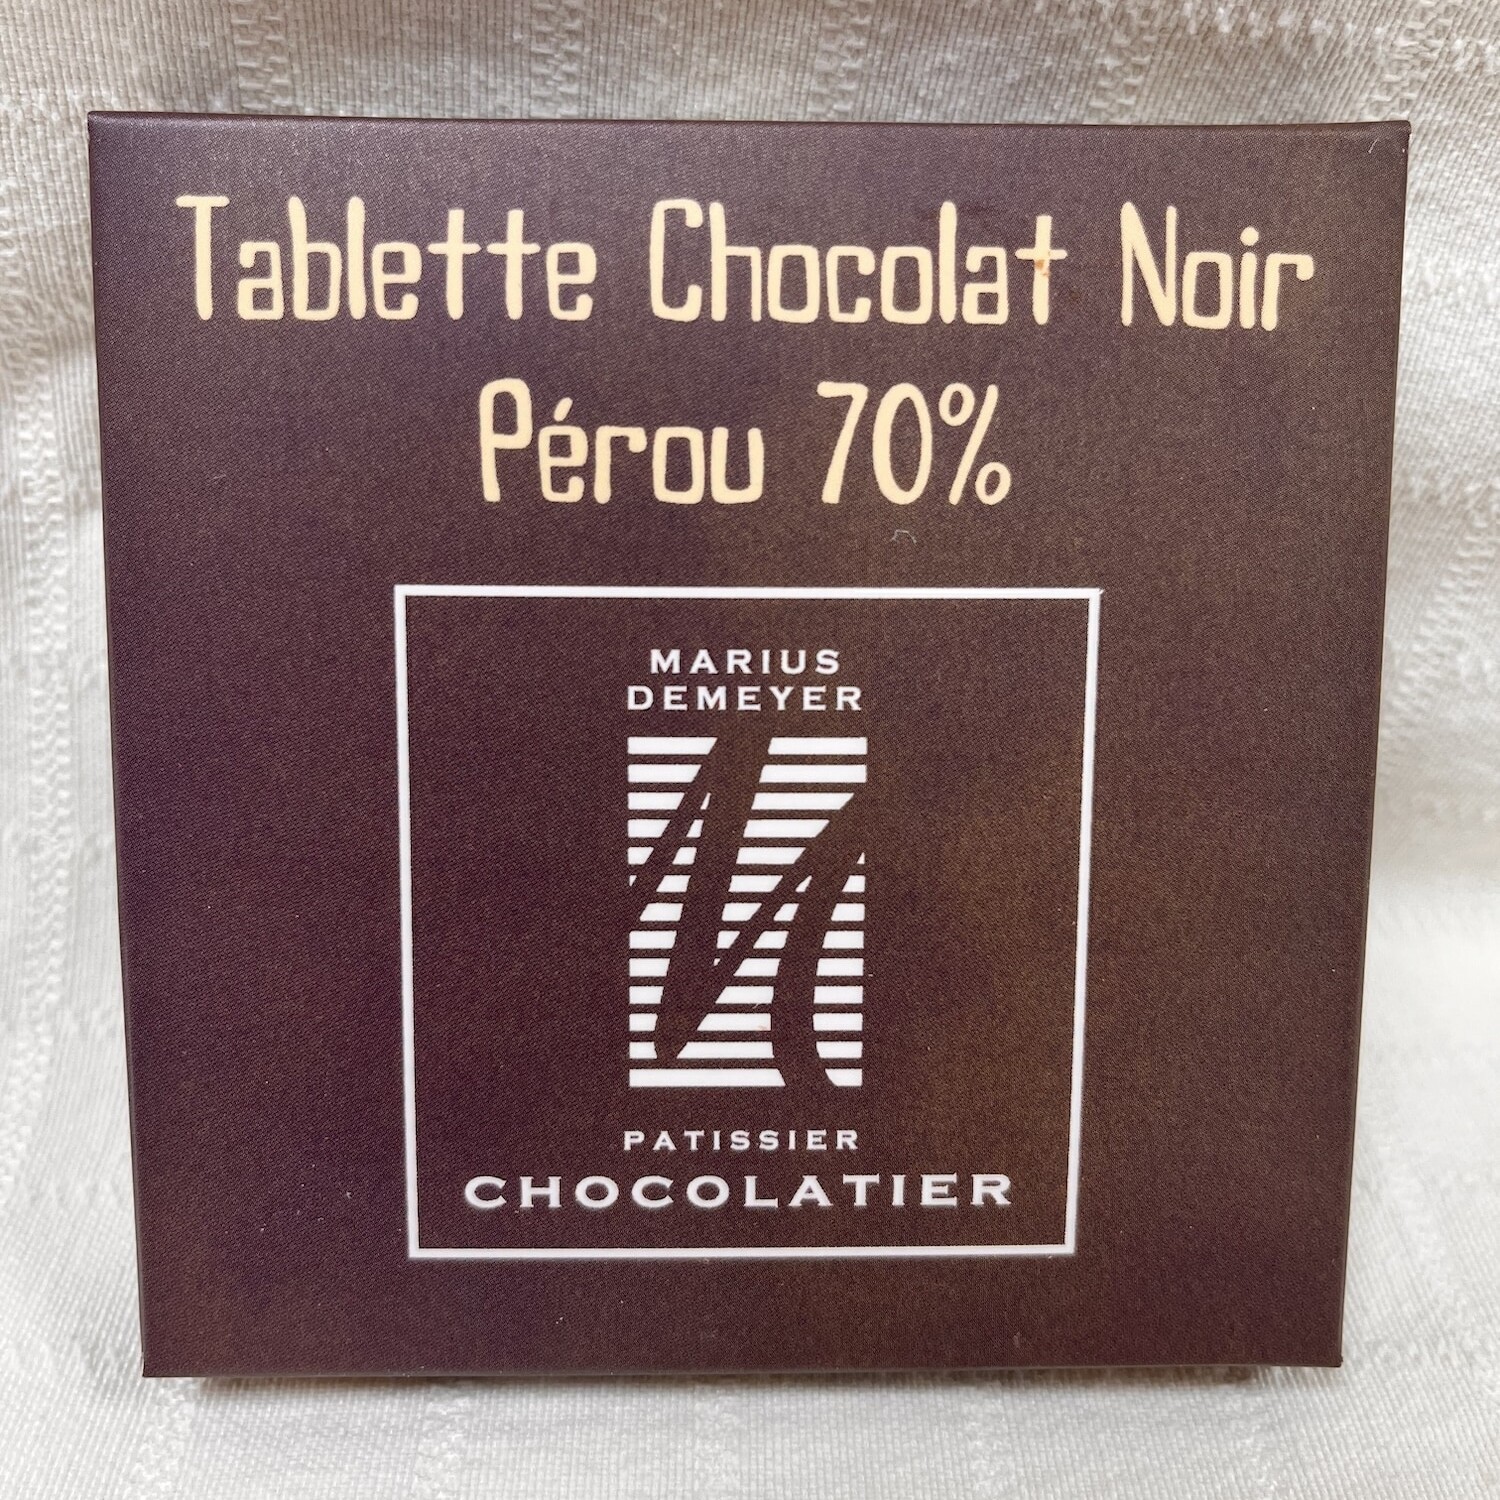 Tablette Chocolat Noir
Pérou 70%
MARIUS
DEMEYER
PATISSIER
CHOCOLATIER